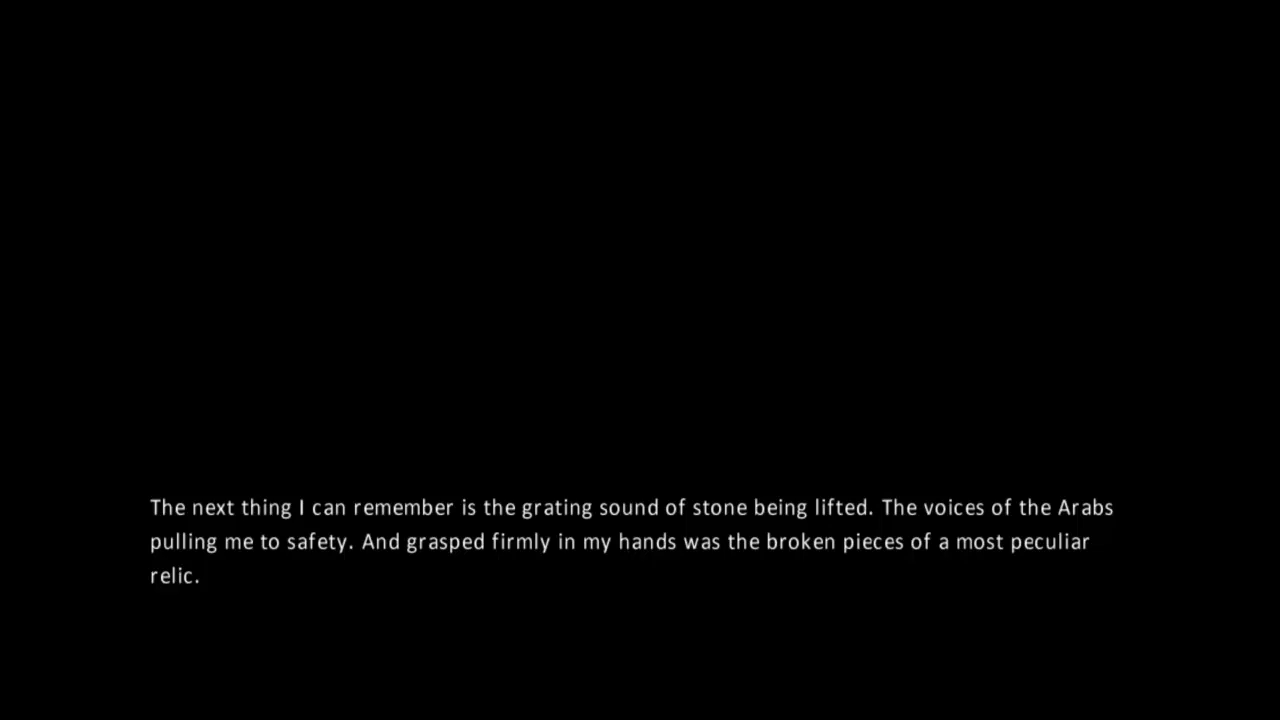 The next thing I can remember is the grating sound of stone being lifted. The voices of the Arabs
pulling me to safety. And grasped firmly in my hands was the broken pieces of a most peculiar
relic.